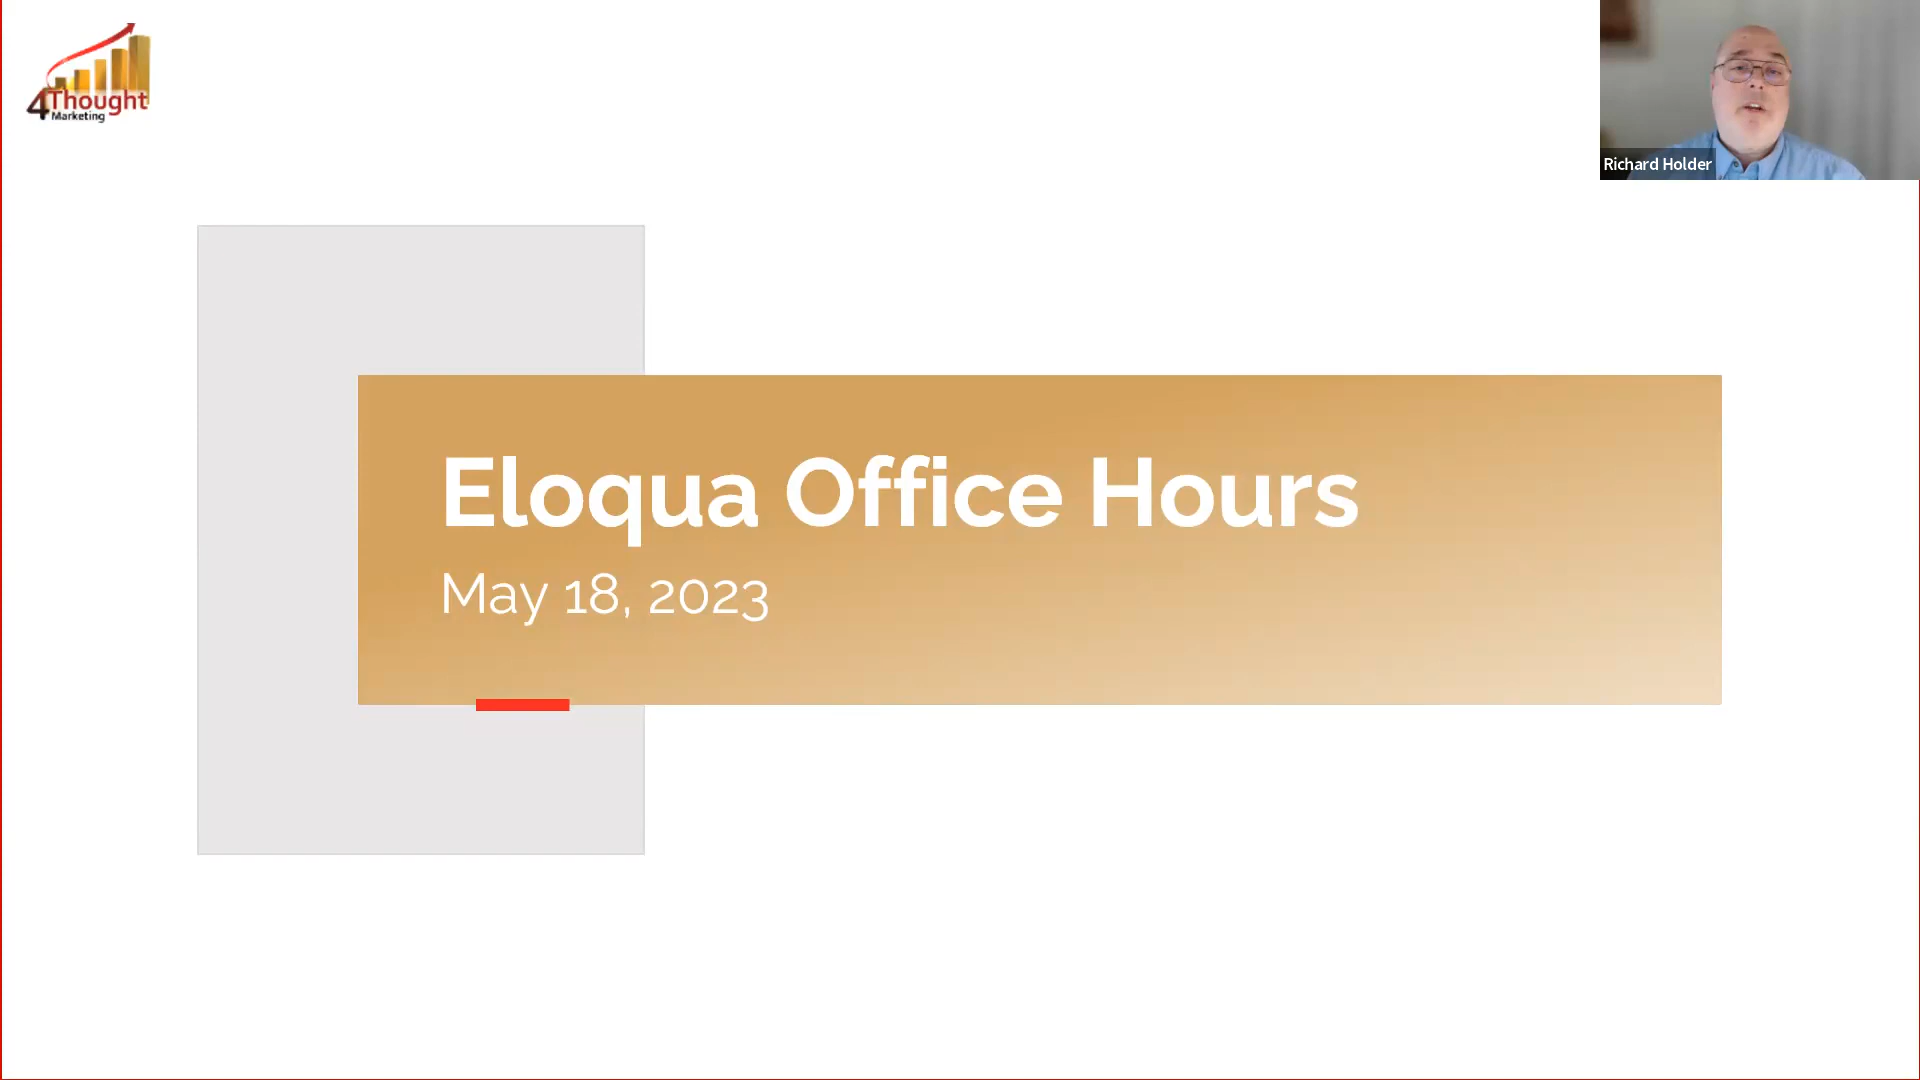 4Thought
Marketing
Richard Holder
Eloqua Office Hours
May 18, 2023